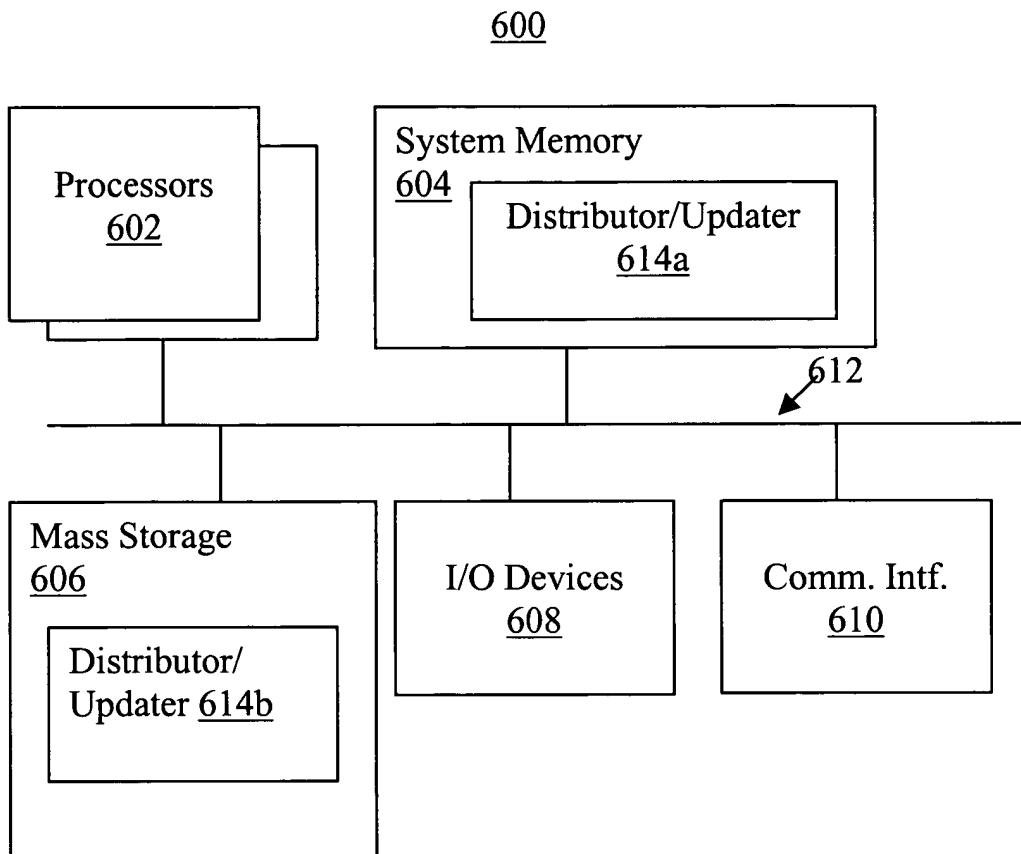 600
Processors
602
System Memory
604
Distributor/Updater
614a
612
Mass Storage
606
Distributor/
Updater 614b
I/O Devices
608
Comm. Intf.
610